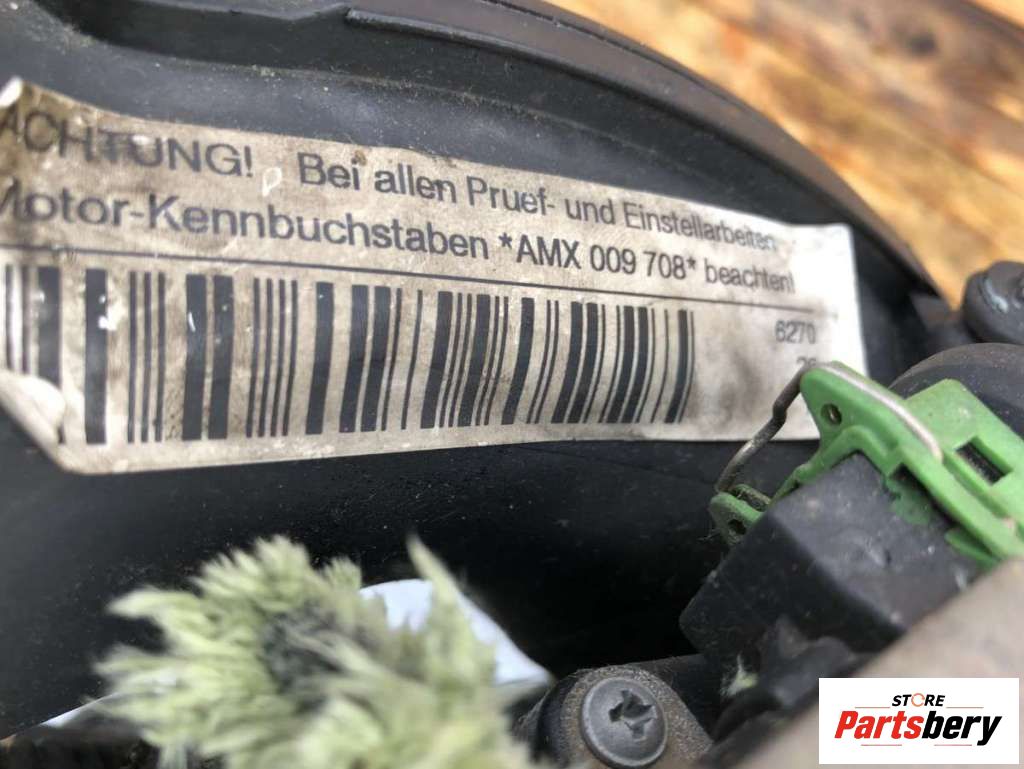 ACHTUNG! Bei allen Pruef- und Einstellarbeiten
Motor-Kennbuchstaben *AMX 009 708* beachten!
6270
STORE
Partsbery